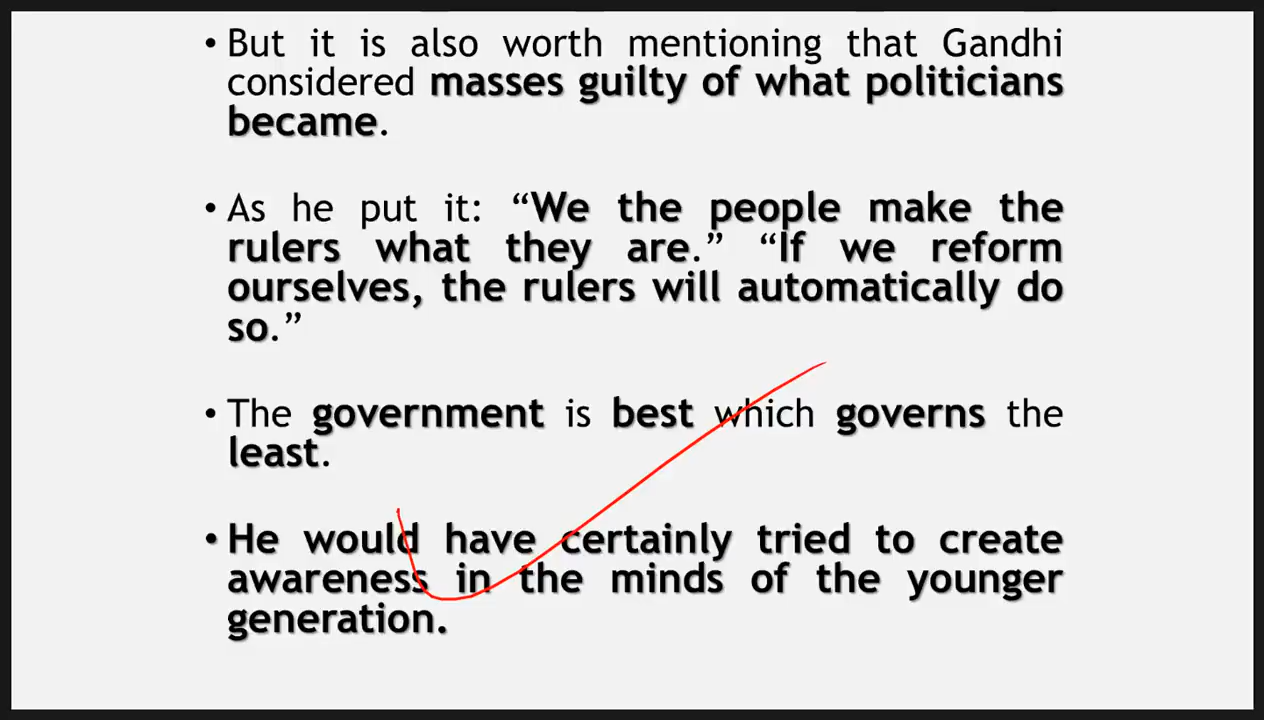 • But it is also worth mentioning that Gandhi
considered masses guilty of what politicians
became.
• As he put it: “We the people make the
rulers what they are.” “If we reform
ourselves, the rulers will automatically do
so.”
• The government is best which governs the
least.
• He would have certainly tried to create
awareness in the minds of the younger
generation.